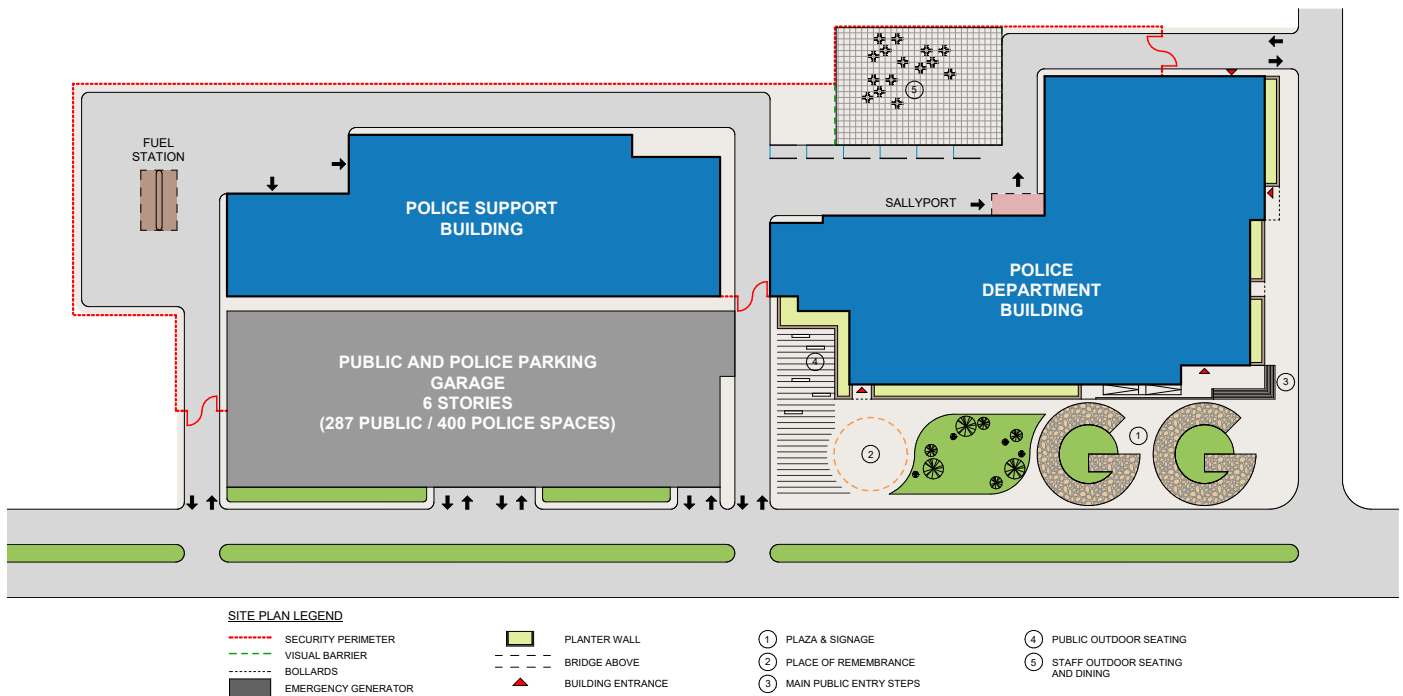 FUEL
STATION
5
POLICE SUPPORT
BUILDING
SALLYPORT
POLICE
DEPARTMENT
BUILDING
PUBLIC AND POLICE PARKING
GARAGE
6 STORIES
(287 PUBLIC / 400 POLICE SPACES)
4
3
1
2
GG
SITE PLAN LEGEND
SECURITY PERIMETER
VISUAL BARRIER
BOLLARDS
EMERGENCY GENERATOR
PLANTER WALL
BRIDGE ABOVE
BUILDING ENTRANCE
1 PLAZA & SIGNAGE
2 PLACE OF REMEMBRANCE
3 MAIN PUBLIC ENTRY STEPS
4 PUBLIC OUTDOOR SEATING
5 STAFF OUTDOOR SEATING
AND DINING